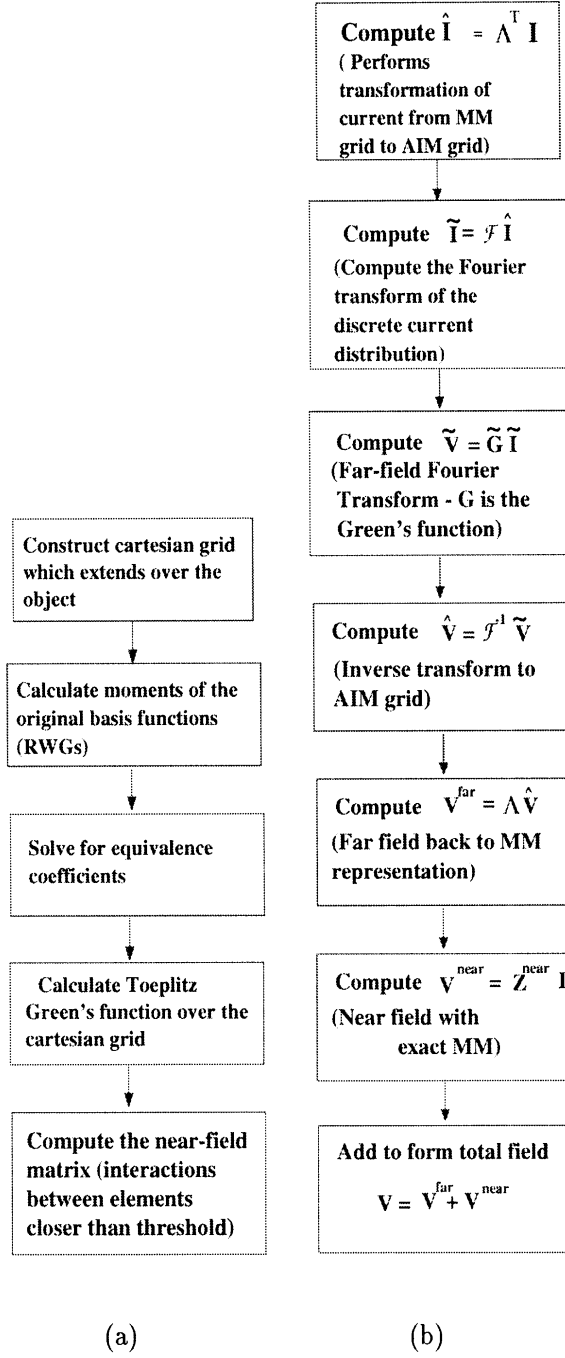 Construct cartesian grid
which extends over the
object
Calculate moments of the
original basis functions
(RWGs)
Solve for equivalence
coefficients
Calculate Toeplitz
Green's function over the
cartesian grid
Compute the near-field
matrix (interactions
between elements
closer than threshold)
(a)
Compute Î = Λ^T I
( Performs
transformation of
current from MM
grid to AIM grid)
Compute Ĩ = ℱ Î
(Compute the Fourier
transform of the
discrete current
distribution)
Compute Ṽ = G̃ Ĩ
(Far-field Fourier
Transform - G is the
Green's function)
Compute V̂ = ℱ^-1 Ṽ
(Inverse transform to
AIM grid)
Compute V^far = Λ V̂
(Far field back to MM
representation)
Compute V^near = Z^near I
(Near field with
exact MM)
Add to form total field
V = V^far + V^near
(b)